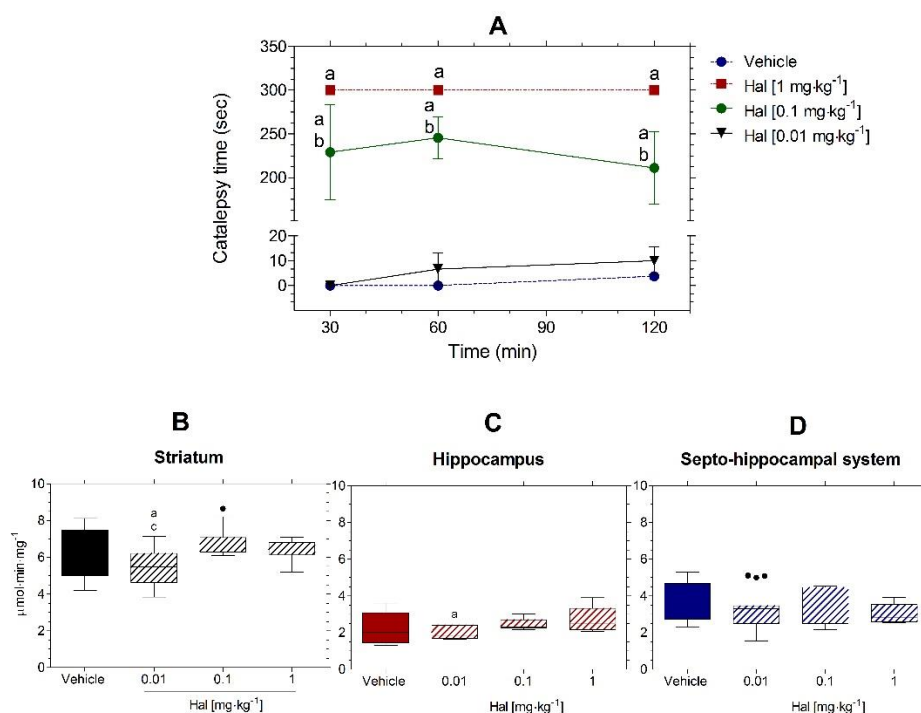 A
350
300
250
200
20
10
0
Catalepsy time (sec)
a
a
a
a
b
a
b
a
b
30
60
90
120
Time (min)
Vehicle
Hal [1 mg·kg⁻¹]
Hal [0.1 mg·kg⁻¹]
Hal [0.01 mg·kg⁻¹]
B
Striatum
10
8
6
4
2
0
µmol·min·mg⁻¹
a
c
Vehicle
0.01
0.1
1
Hal [mg·kg⁻¹]
C
Hippocampus
10
8
6
4
2
0
a
Vehicle
0.01
0.1
1
Hal [mg·kg⁻¹]
D
Septo-hippocampal system
10
8
6
4
2
0
Vehicle
0.01
0.1
1
Hal [mg·kg⁻¹]